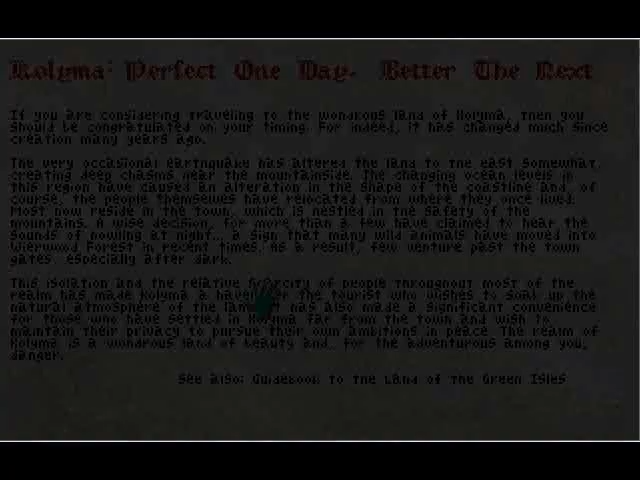 Kolyma: Perfect One Day. Better The Next
If you are considering traveling to the wondrous land of Kolyma, then you
should be congratulated on your timing. For indeed, it has changed much since
creation many years ago.
The very occasional earthquake has altered the land to the east somewhat,
creating deep chasms near the mountainside. The changing ocean levels in
this region have caused an alteration in the shape of the coastline and, of
course, the people themselves have relocated from where they once lived.
Most now reside in the town, which is nestled in the safety of the
mountains. A wise decision, for more than a few have claimed to hear the
sounds of howling at night... a sign that many wild animals have moved into
Wierwood Forest in recent times. As a result, few venture past the town
gates, especially after dark.
This isolation and the relative of people throughout most of the
realm has made Kolyma a haven the tourist who wishes to soak up the
natural atmosphere of the has also made a significant convenience
for those who have settled in Kolyma far from the town and wish to
maintain their privacy to pursue their own ambitions in peace. The realm of
Kolyma is a wondrous land of beauty and, for the adventurous among you,
danger.
See Also: Guidebook to the Land of the Green Isles